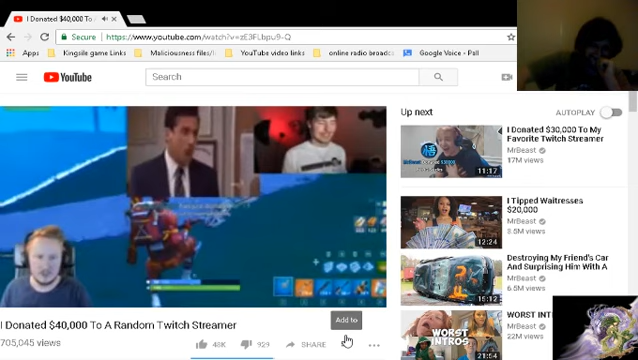 I Donated $40,000 To
Secure
https://www.youtube.com/watch?v=zE3FLbpu9-Q
Apps
Kingsile game Links
Maliciousness files/
YouTube video links
online radio broadc
Google Voice - Pall
YouTube
Search
Up next
AUTOPLAY
I Donated $30,000 To My
Favorite Twitch Streamer
MrBeast
17M views
11:17
I Tipped Waitresses
$20,000
MrBeast
3.5M views
12:24
Destroying My Friend's Car
And Surprising Him With A
MrBeast
6.5M views
15:12
WORST INT
MrBeast
22M views
WORST
INTROS
21:54
Add to
I Donated $40,000 To A Random Twitch Streamer
705,045 views
48K
929
SHARE